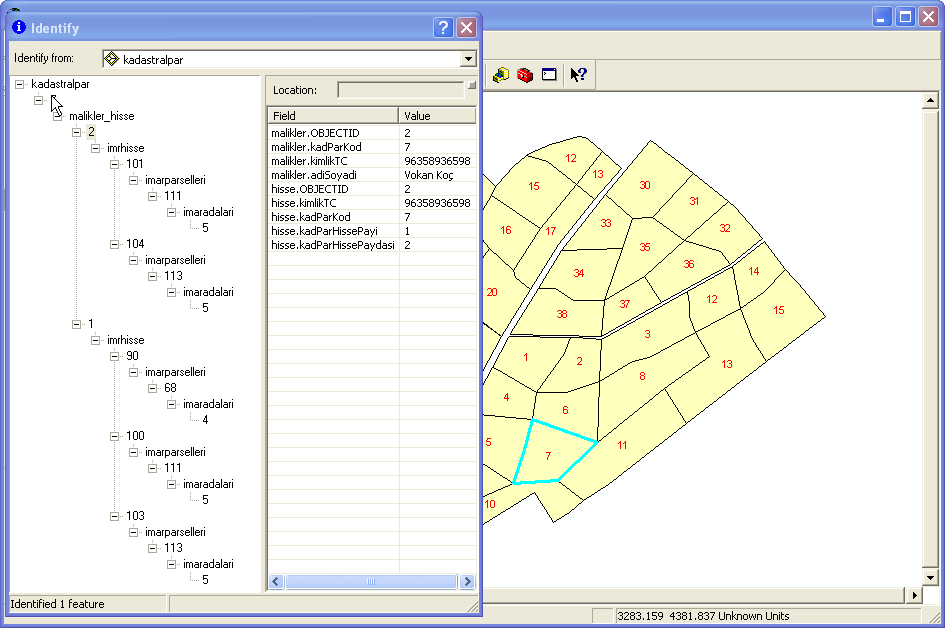 Identify
Identify from:
kadastralpar
kadastralpar
malikler_hisse
2
imrhisse
101
imarparselleri
111
imaradalari
5
104
imarparselleri
113
imaradalari
5
1
imrhisse
90
imarparselleri
68
imaradalari
4
100
imarparselleri
111
imaradalari
5
103
imarparselleri
113
imaradalari
5
Location:
Field Value
malikler.OBJECTID 2
malikler.kadParKod 7
malikler.kimlikTC 96358936598
malikler.adiSoyadi Vokan Koç
hisse.OBJECTID 2
hisse.kimlikTC 96358936598
hisse.kadParKod 7
hisse.kadParHissePayi 1
hisse.kadParHissePaydasi 2
Identified 1 feature
12
13
15
30
31
16
17
33
32
35
36
14
34
20
37
12
15
38
3
1
2
13
8
4
6
5
11
7
10
3283.159 4381.837 Unknown Units